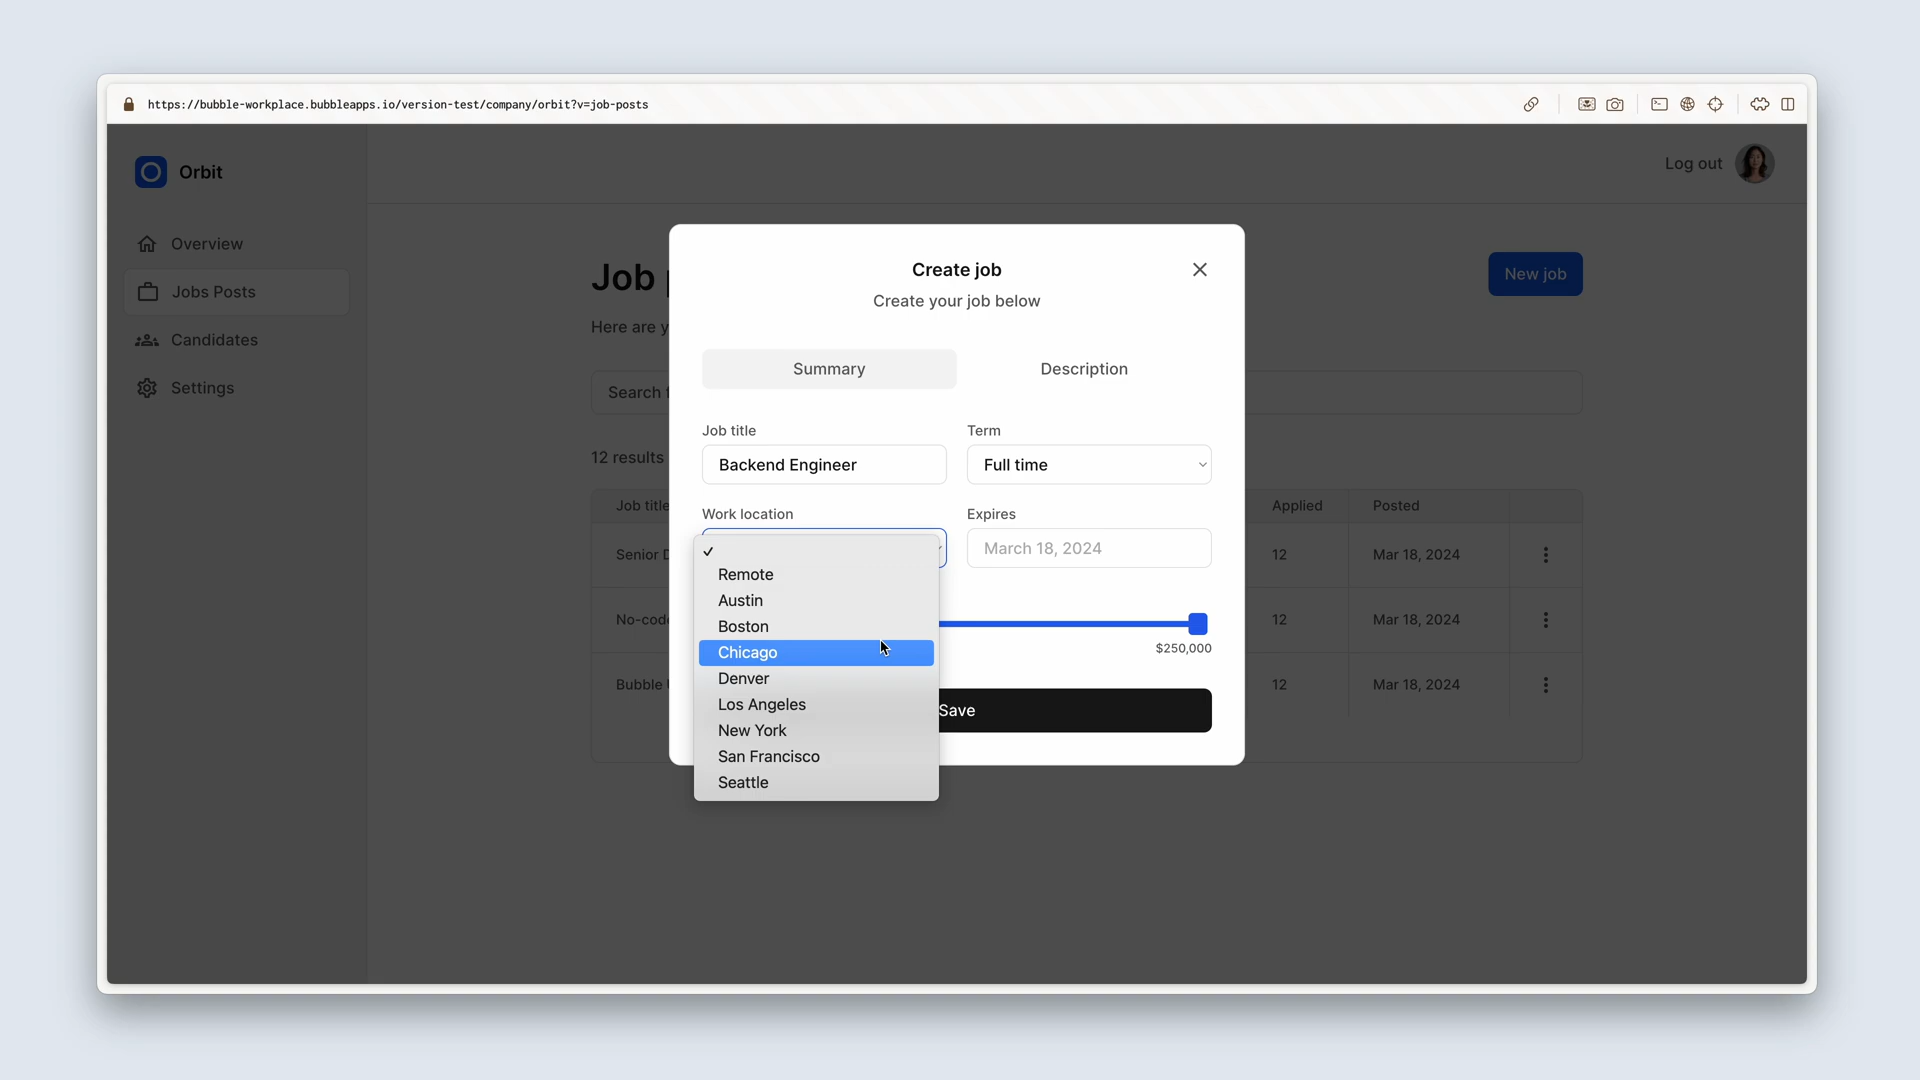 https://bubble-workplace.bubbleapps.io/version-test/company/orbit?v=job-posts
Orbit
Log out
Overview
Jobs Posts
Candidates
Settings
Job
New job
Here are
Search
12 results
Job title
Applied
Posted
Senior
12
Mar 18, 2024
No-code
12
Mar 18, 2024
Bubble
12
Mar 18, 2024
Create job
Create your job below
Summary
Description
Job title
Term
Backend Engineer
Full time
Work location
Expires
March 18, 2024
✓
Remote
Austin
Boston
Chicago
Denver
Los Angeles
New York
San Francisco
Seattle
$250,000
Save